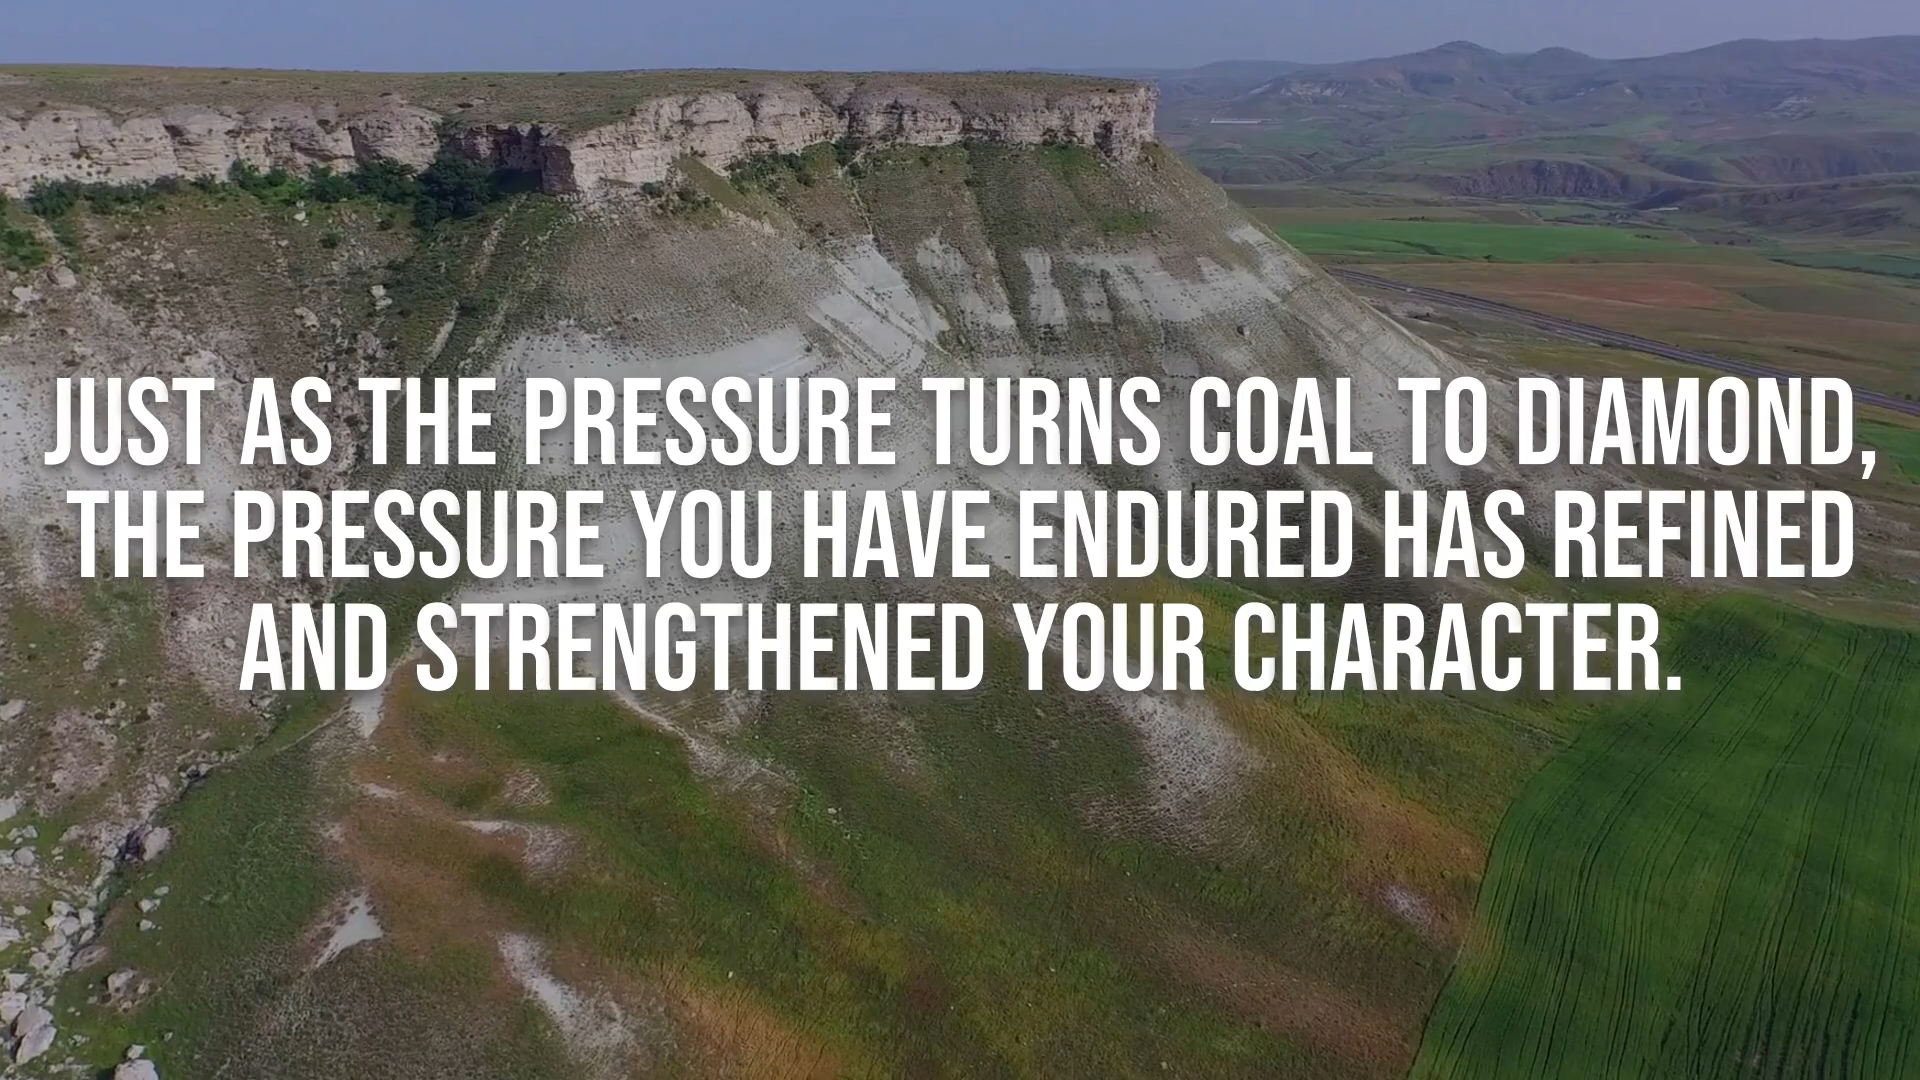 JUST AS THE PRESSURE TURNS COAL TO DIAMOND,
THE PRESSURE YOU HAVE ENDURED HAS REFINED
AND STRENGTHENED YOUR CHARACTER.